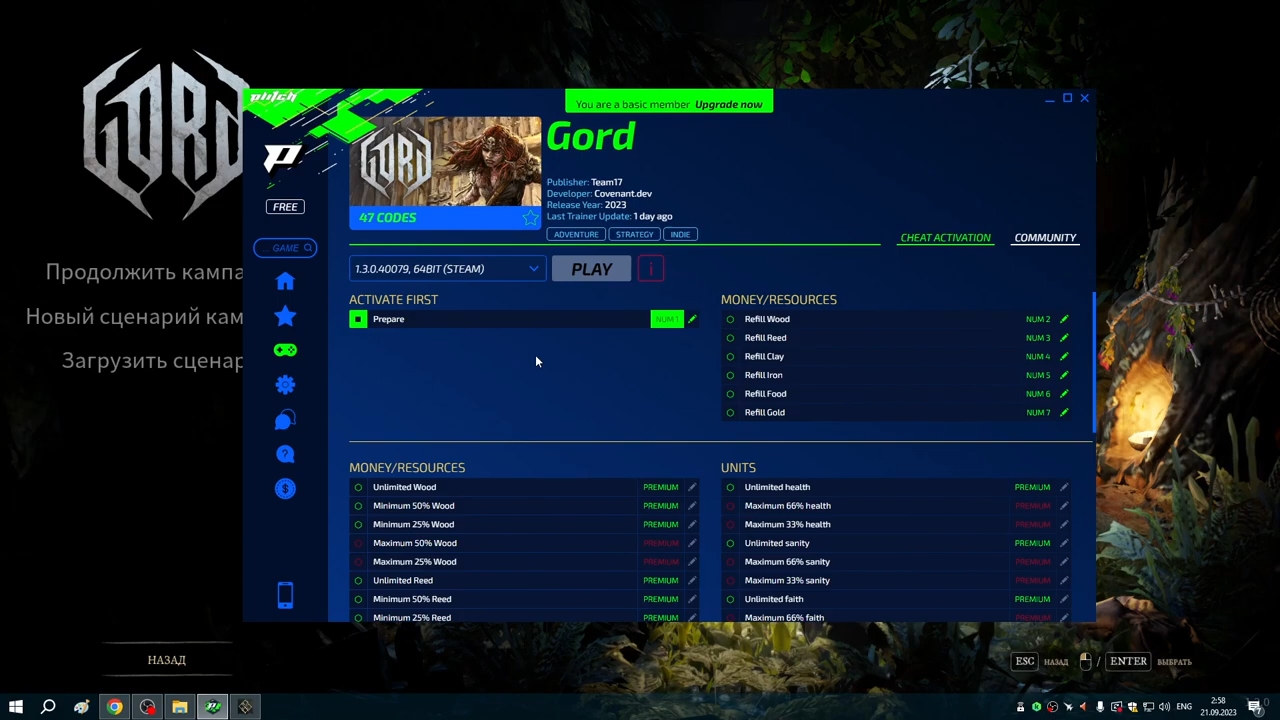 GORD
plitch
You are a basic member Upgrade now
GORD
Gord
Publisher: Team17
Developer: Covenant.dev
Release Year: 2023
Last Trainer Update: 1 day ago
FREE
47 CODES
ADVENTURE STRATEGY INDIE
CHEAT ACTIVATION COMMUNITY
... GAME
1.3.0.40079, 64BIT (STEAM) PLAY i
Продолжить кампа
Новый сценарий кам
Загрузить сценар
ACTIVATE FIRST
Prepare NUM 1
MONEY/RESOURCES
Refill Wood NUM 2
Refill Reed NUM 3
Refill Clay NUM 4
Refill Iron NUM 5
Refill Food NUM 6
Refill Gold NUM 7
MONEY/RESOURCES
Unlimited Wood PREMIUM
Minimum 50% Wood PREMIUM
Minimum 25% Wood PREMIUM
Maximum 50% Wood PREMIUM
Maximum 25% Wood PREMIUM
Unlimited Reed PREMIUM
Minimum 50% Reed PREMIUM
Minimum 25% Reed PREMIUM
UNITS
Unlimited health PREMIUM
Maximum 66% health PREMIUM
Maximum 33% health PREMIUM
Unlimited sanity PREMIUM
Maximum 66% sanity PREMIUM
Maximum 33% sanity PREMIUM
Unlimited faith PREMIUM
Maximum 66% faith PREMIUM
НАЗАД
ESC НАЗАД / ENTER ВЫБРАТЬ
ENG
2:58
21.09.2023